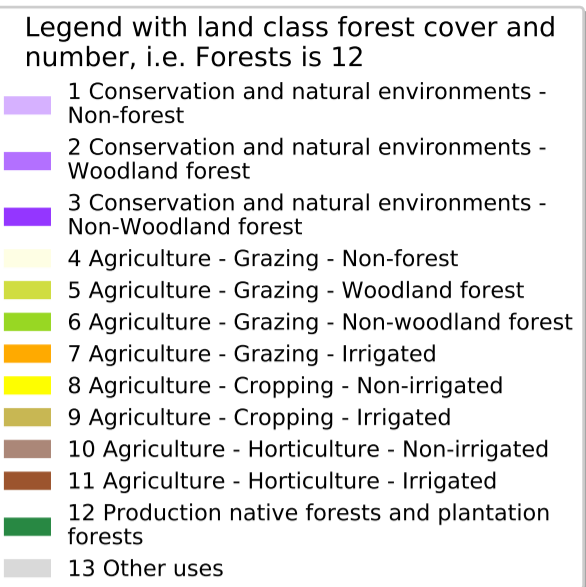 Legend with land class forest cover and
number, i.e. Forests is 12
1 Conservation and natural environments -
Non-forest
2 Conservation and natural environments -
Woodland forest
3 Conservation and natural environments -
Non-Woodland forest
4 Agriculture - Grazing - Non-forest
5 Agriculture - Grazing - Woodland forest
6 Agriculture - Grazing - Non-woodland forest
7 Agriculture - Grazing - Irrigated
8 Agriculture - Cropping - Non-irrigated
9 Agriculture - Cropping - Irrigated
10 Agriculture - Horticulture - Non-irrigated
11 Agriculture - Horticulture - Irrigated
12 Production native forests and plantation
forests
13 Other uses